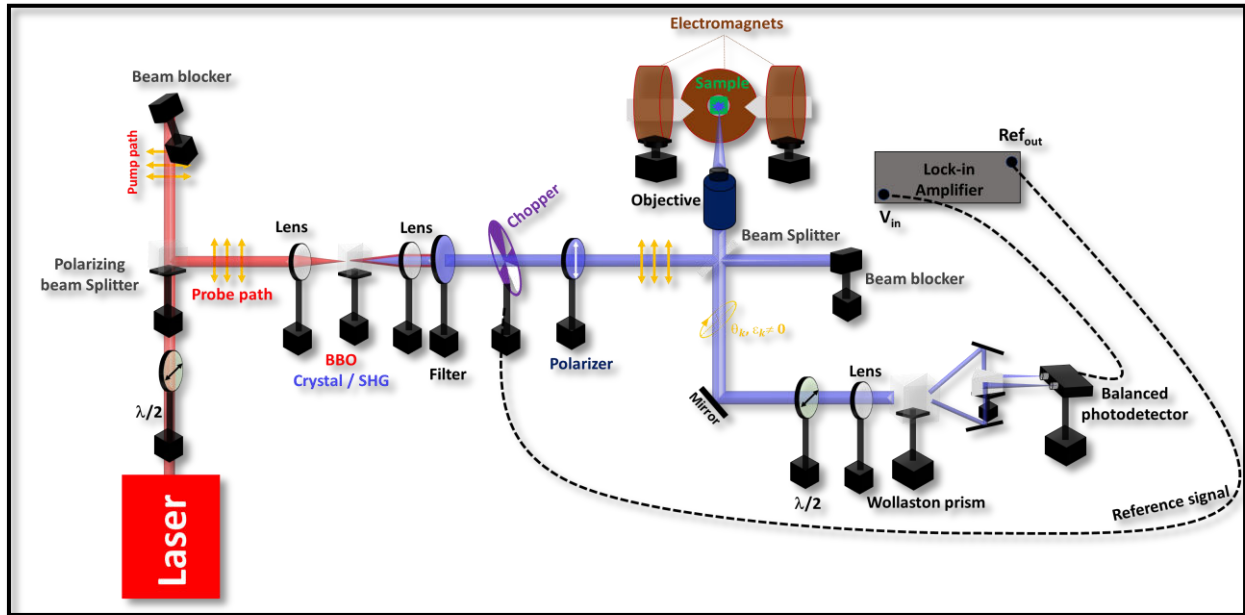 Electromagnets
Beam blocker
Sample
Pump path
Ref_out
Lock-in
Amplifier
V_in
Chopper
Objective
Lens
Lens
Beam Splitter
Polarizing
beam Splitter
Probe path
Beam blocker
θ_k, ε_k ≠ 0
BBO
Crystal / SHG
Filter
Polarizer
Lens
Mirror
Balanced
photodetector
λ/2
λ/2
Wollaston prism
Reference signal
Laser